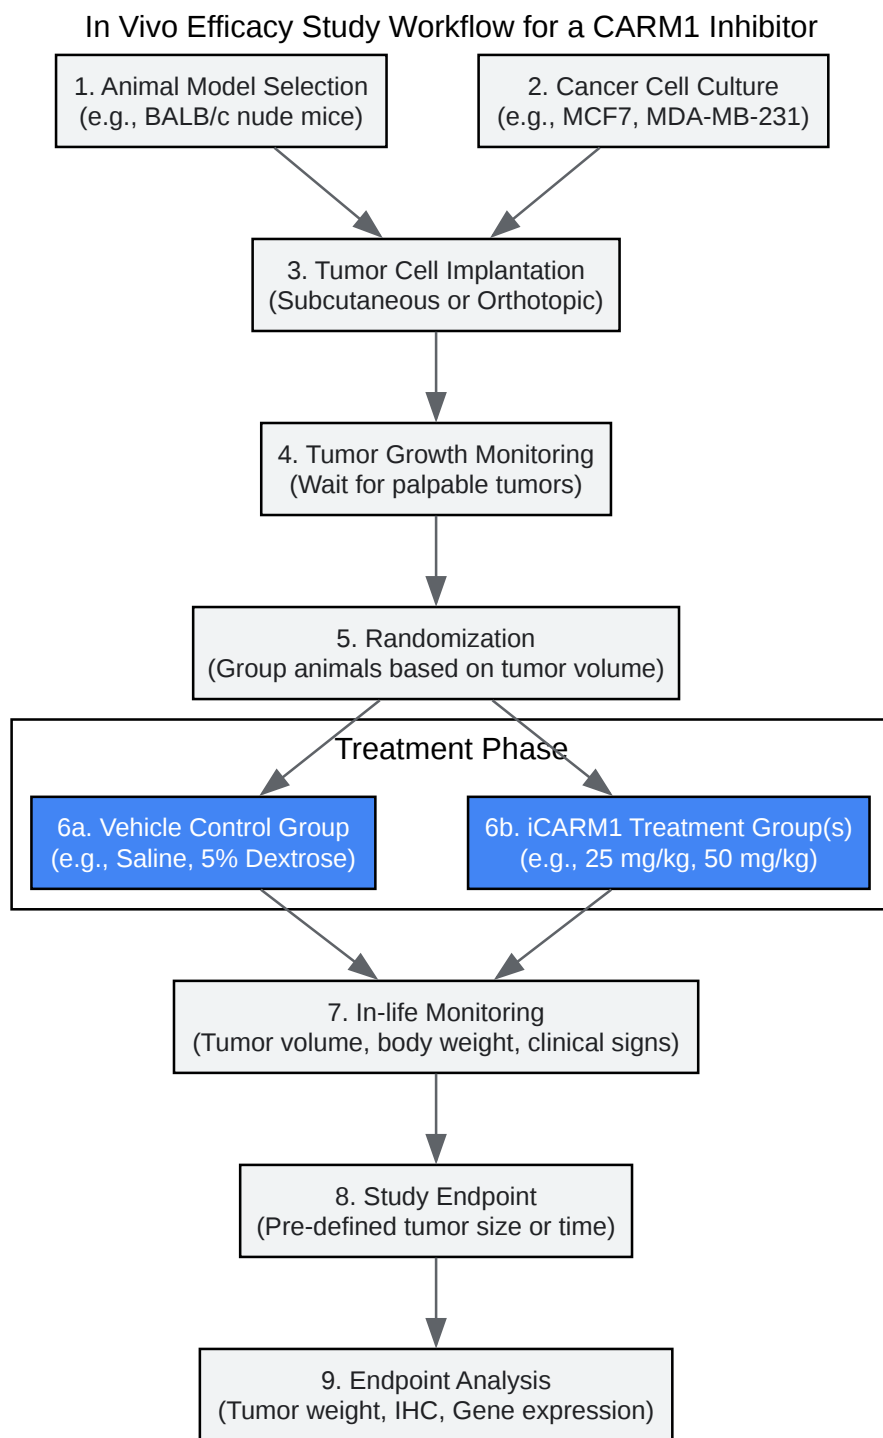 In Vivo Efficacy Study Workflow for a CARM1 Inhibitor
1. Animal Model Selection
(e.g., BALB/c nude mice)
2. Cancer Cell Culture
(e.g., MCF7, MDA-MB-231)
3. Tumor Cell Implantation
(Subcutaneous or Orthotopic)
4. Tumor Growth Monitoring
(Wait for palpable tumors)
5. Randomization
(Group animals based on tumor volume)
Treatment Phase
6a. Vehicle Control Group
(e.g., Saline, 5% Dextrose)
6b. iCARM1 Treatment Group(s)
(e.g., 25 mg/kg, 50 mg/kg)
7. In-life Monitoring
(Tumor volume, body weight, clinical signs)
8. Study Endpoint
(Pre-defined tumor size or time)
9. Endpoint Analysis
(Tumor weight, IHC, Gene expression)